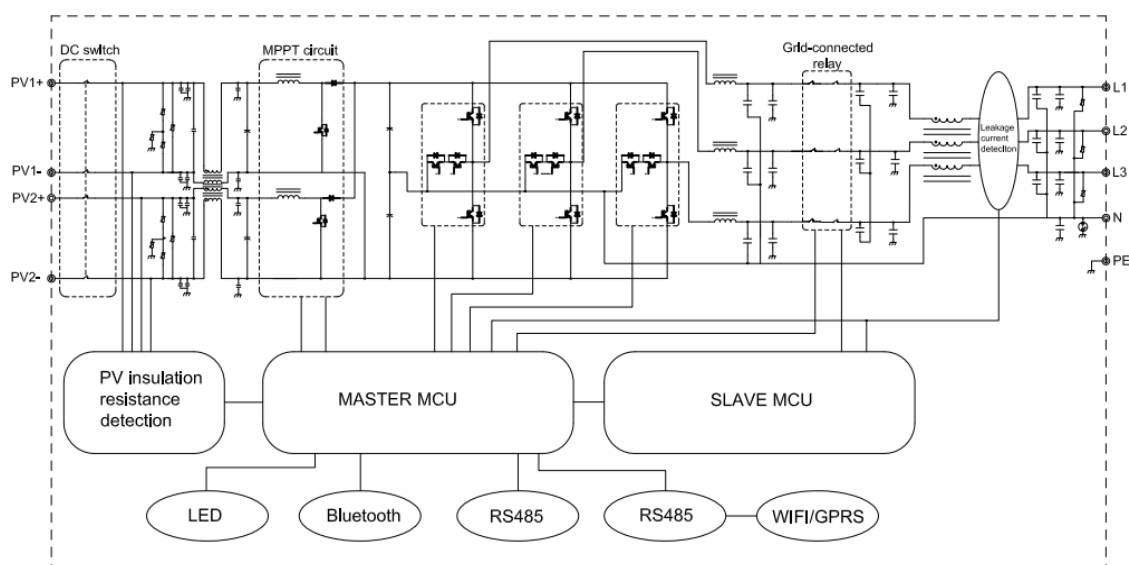 DC switch
MPPT circuit
Grid-connected
relay
PV1+
PV1-
PV2+
PV2-
Leakage
current
deteciton
L1
L2
L3
N
PE
PV insulation
resistance
detection
MASTER MCU
SLAVE MCU
LED
Bluetooth
RS485
RS485
WIFI/GPRS